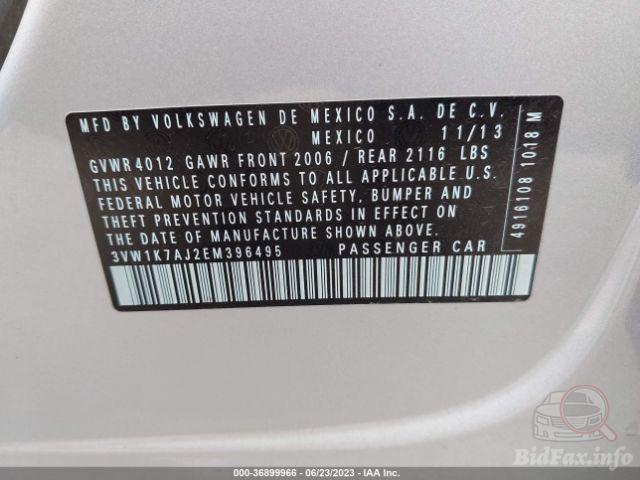 MFD BY VOLKSWAGEN DE MEXICO S.A. DE C.V.
MEXICO 11/13
GVWR 4012 GAWR FRONT 2006 / REAR 2116 LBS
THIS VEHICLE CONFORMS TO ALL APPLICABLE U.S.
FEDERAL MOTOR VEHICLE SAFETY, BUMPER AND
THEFT PREVENTION STANDARDS IN EFFECT ON
THE DATE OF MANUFACTURE SHOWN ABOVE.
3VW1K7AJ2EM396495 PASSENGER CAR
4916108 1018 M
BidFax.info
000-36899966 - 06/23/2023 - IAA Inc.